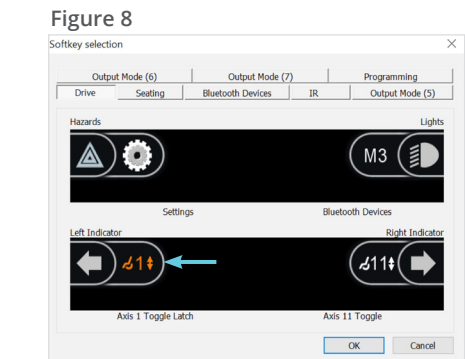 Figure 8
Softkey selection
Output Mode (6) Output Mode (7) Programming
Drive Seating Bluetooth Devices IR Output Mode (5)
Hazards Lights
M3
Settings Bluetooth Devices
Left Indicator Right Indicator
1 11
Axis 1 Toggle Latch Axis 11 Toggle
OK Cancel